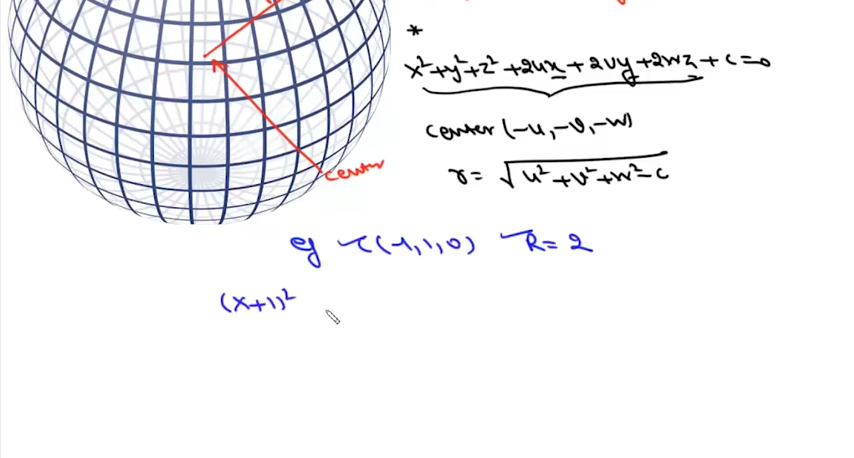 *
x²+y²+z²+2ux+2vy+2wz+c=0
center (-u,-v,-w)
r= √u²+v²+w²-c
center
eg C(-1,1,0) R=2
(x+1)²